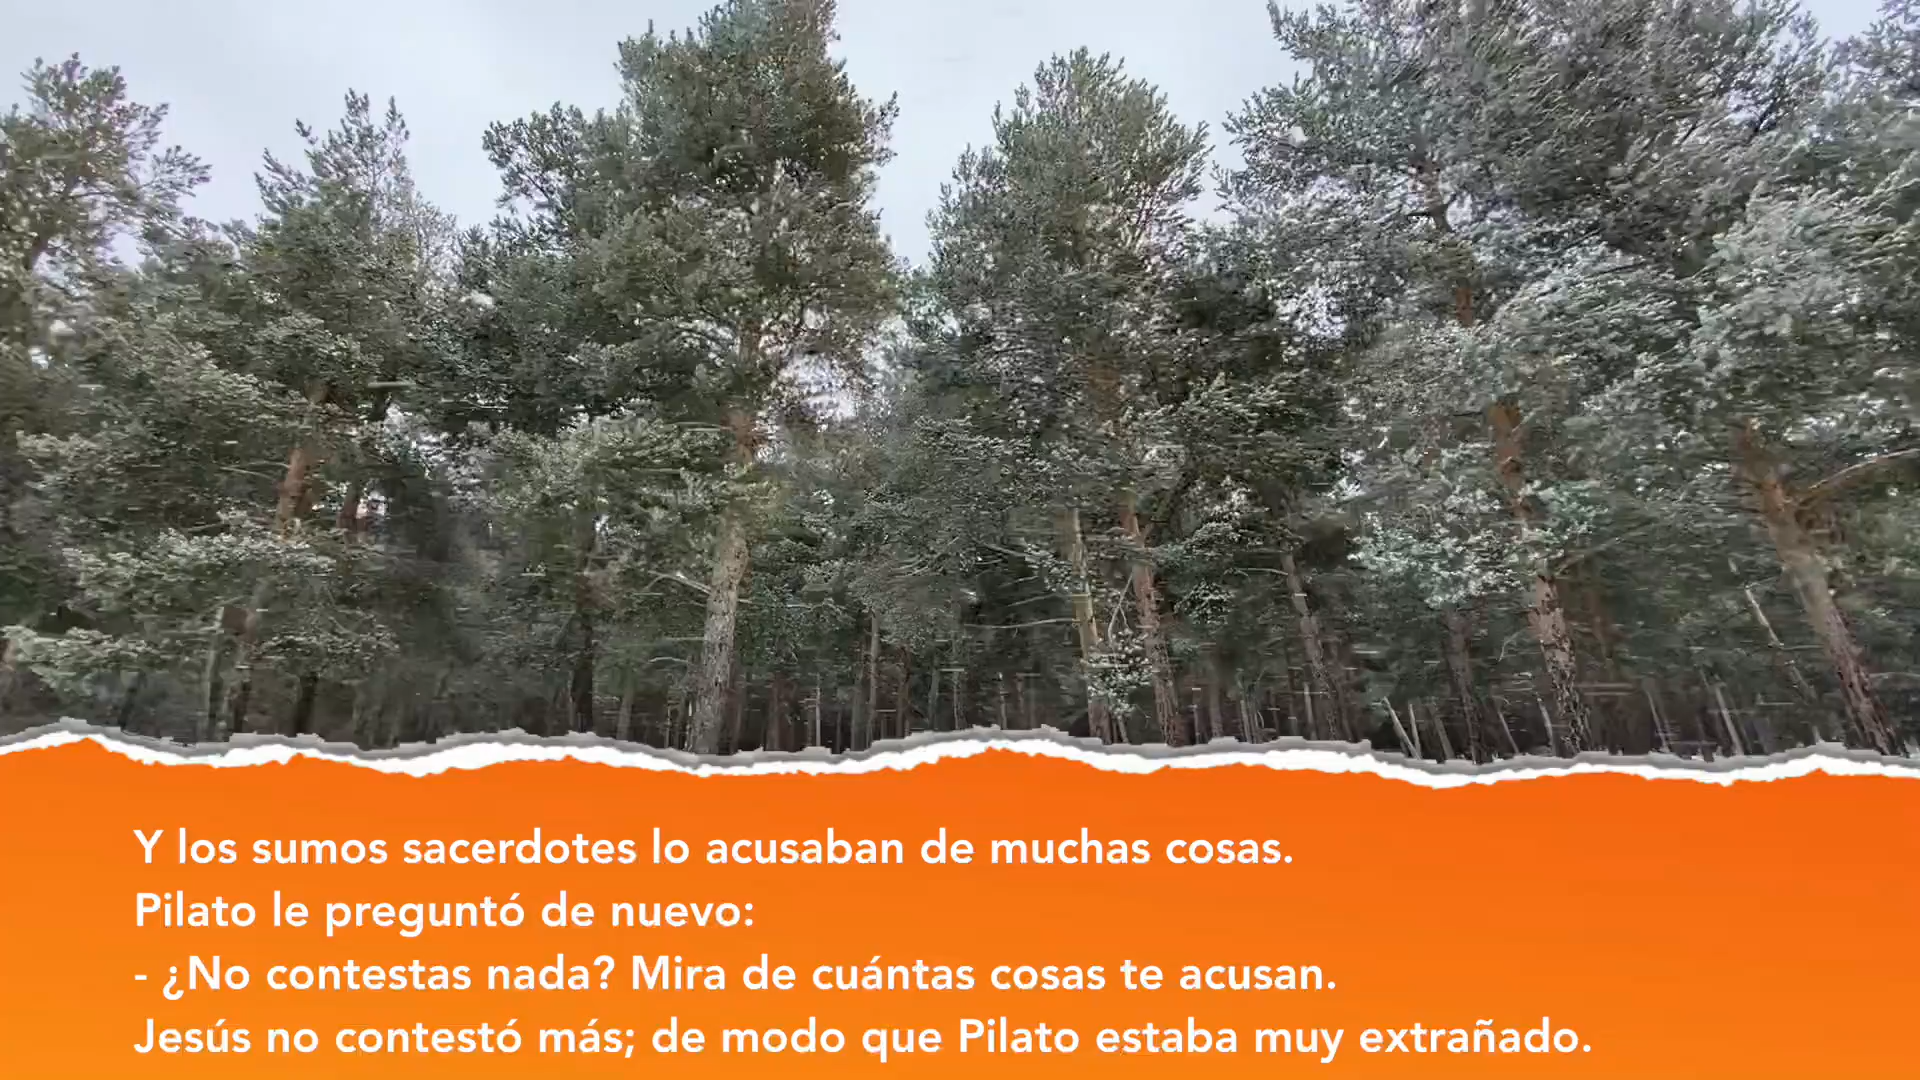 Y los sumos sacerdotes lo acusaban de muchas cosas.
Pilato le preguntó de nuevo:
- ¿No contestas nada? Mira de cuántas cosas te acusan.
Jesús no contestó más; de modo que Pilato estaba muy extrañado.